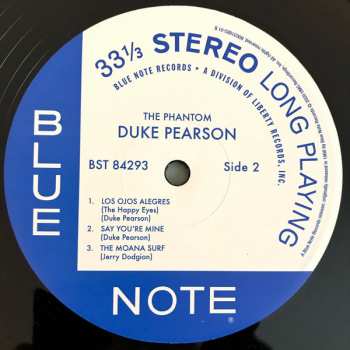 33 1/3 STEREO LONG PLAYING
BLUE NOTE RECORDS • A DIVISION OF LIBERTY RECORDS, INC.
THE PHANTOM
DUKE PEARSON
BST 84293
Side 2
1. LOS OJOS ALEGRES
(The Happy Eyes)
(Duke Pearson)
2. SAY YOU'RE MINE
(Duke Pearson)
3. THE MOANA SURF
(Jerry Dodgion)
BLUE
NOTE
®